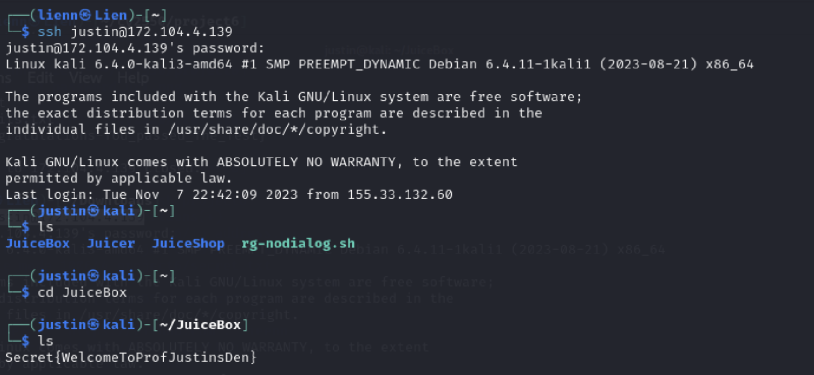 ┌──(lienn㉿Lien)-[~]
└─$ ssh justin@172.104.4.139
justin@172.104.4.139's password:
Linux kali 6.4.0-kali3-amd64 #1 SMP PREEMPT_DYNAMIC Debian 6.4.11-1kali1 (2023-08-21) x86_64
The programs included with the Kali GNU/Linux system are free software;
the exact distribution terms for each program are described in the
individual files in /usr/share/doc/*/copyright.
Kali GNU/Linux comes with ABSOLUTELY NO WARRANTY, to the extent
permitted by applicable law.
Last login: Tue Nov  7 22:42:09 2023 from 155.33.132.60
┌──(justin㉿kali)-[~]
└─$ ls
JuiceBox  Juicer  JuiceShop  rg-nodialog.sh
┌──(justin㉿kali)-[~]
└─$ cd JuiceBox
┌──(justin㉿kali)-[~/JuiceBox]
└─$ ls
Secret{WelcomeToProfJustinsDen}